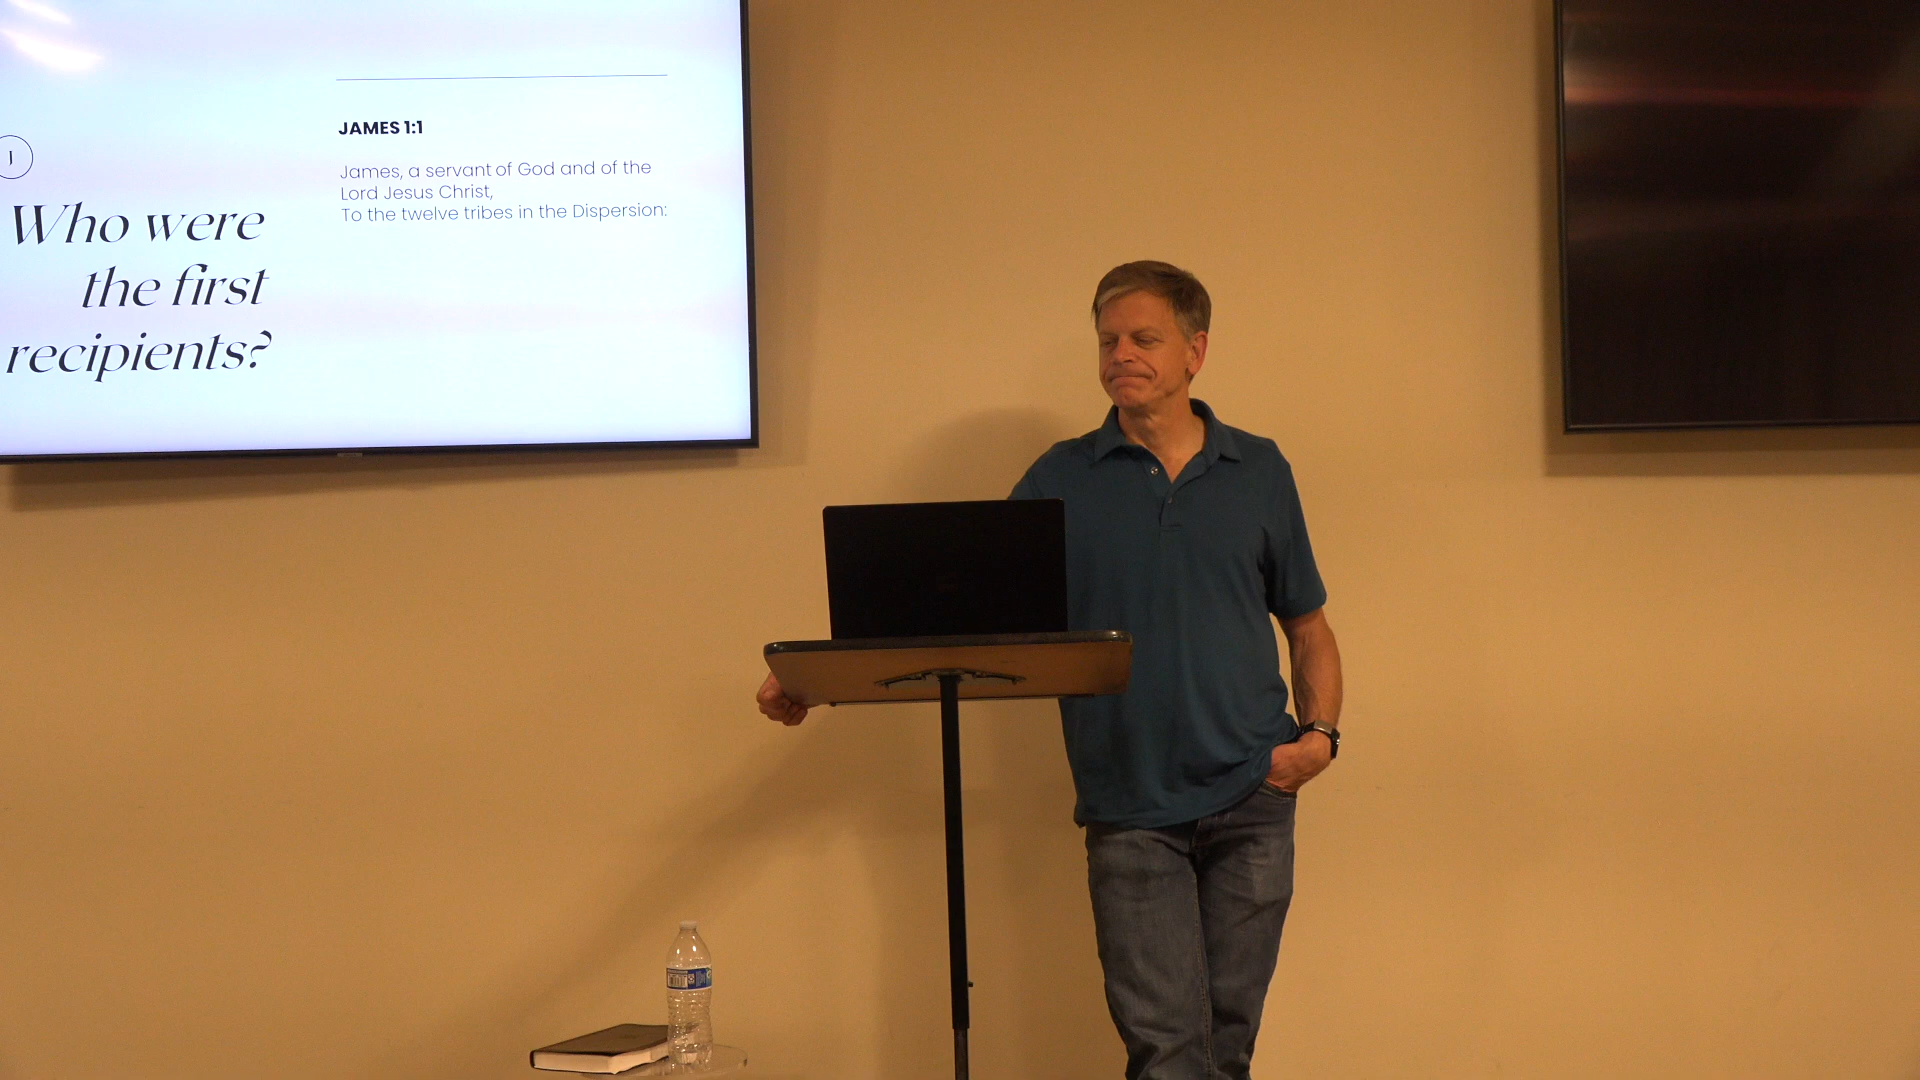 J
Who were
the first
recipients?
JAMES 1:1
James, a servant of God and of the
Lord Jesus Christ,
To the twelve tribes in the Dispersion: